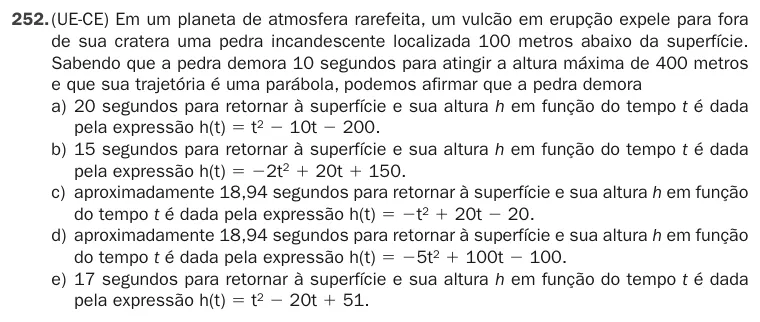 252. (UE-CE) Em um planeta de atmosfera rarefeita, um vulcão em erupção expele para fora
de sua cratera uma pedra incandescente localizada 100 metros abaixo da superfície.
Sabendo que a pedra demora 10 segundos para atingir a altura máxima de 400 metros
e que sua trajetória é uma parábola, podemos afirmar que a pedra demora
a) 20 segundos para retornar à superfície e sua altura h em função do tempo t é dada
pela expressão h(t) = t² − 10t − 200.
b) 15 segundos para retornar à superfície e sua altura h em função do tempo t é dada
pela expressão h(t) = −2t² + 20t + 150.
c) aproximadamente 18,94 segundos para retornar à superfície e sua altura h em função
do tempo t é dada pela expressão h(t) = −t² + 20t − 20.
d) aproximadamente 18,94 segundos para retornar à superfície e sua altura h em função
do tempo t é dada pela expressão h(t) = −5t² + 100t − 100.
e) 17 segundos para retornar à superfície e sua altura h em função do tempo t é dada
pela expressão h(t) = t² − 20t + 51.